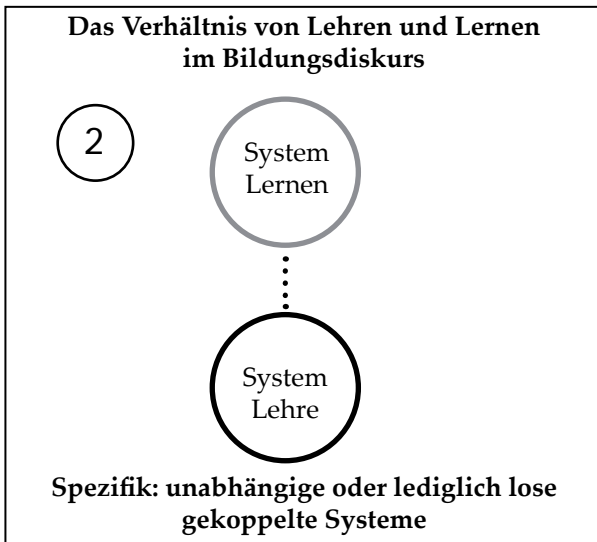 Das Verhältnis von Lehren und Lernen
im Bildungsdiskurs
2
System
Lernen
System
Lehre
Spezifik: unabhängige oder lediglich lose
gekoppelte Systeme